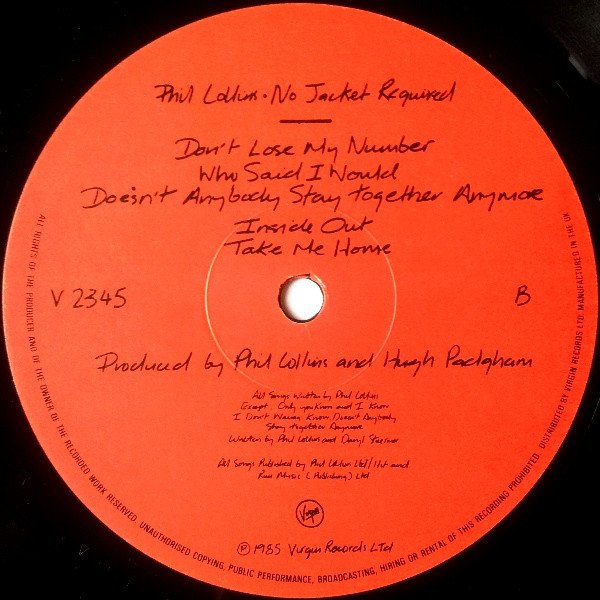 Phil Collins . No Jacket Required
Don't Lose My Number
Who Said I Would
Doesn't Anybody Stay together Anymore
Inside Out
Take Me Home
V 2345
B
Produced by Phil Collins and Hugh Padgham
All Songs Written by Phil Collins
Except. Only you Know and I Know
I Don't Wanna Know. Doesn't Anybody
Stay together Anymore
Written by Phil Collins and Daryl Stuermer
All Songs Published by Phil Collins Ltd/Hit and
Run Music (Publishing) Ltd
Virgin
℗ 1985 Virgin Records Ltd
ALL RIGHTS OF THE PRODUCER AND OF THE OWNER OF THE RECORDED WORK RESERVED. UNAUTHORISED COPYING, PUBLIC PERFORMANCE, BROADCASTING, HIRING OR RENTAL OF THIS RECORDING PROHIBITED. DISTRIBUTED BY VIRGIN RECORDS LTD. MANUFACTURED IN THE UK